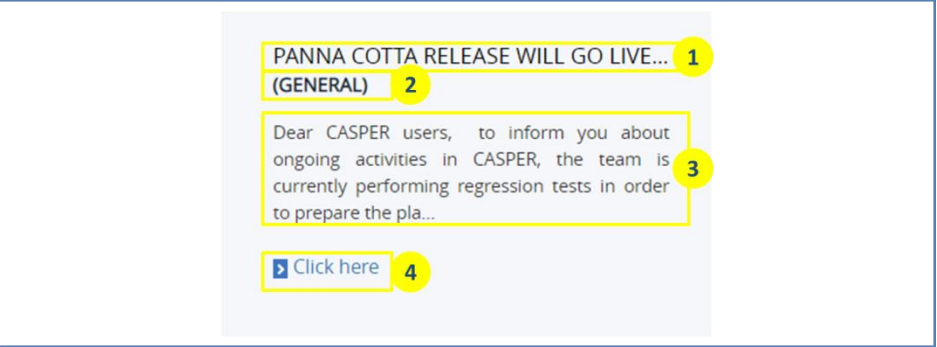 PANNA COTTA RELEASE WILL GO LIVE... 1
(GENERAL) 2
Dear CASPER users, to inform you about
ongoing activities in CASPER, the team is
currently performing regression tests in order
to prepare the pla...
3
Click here 4